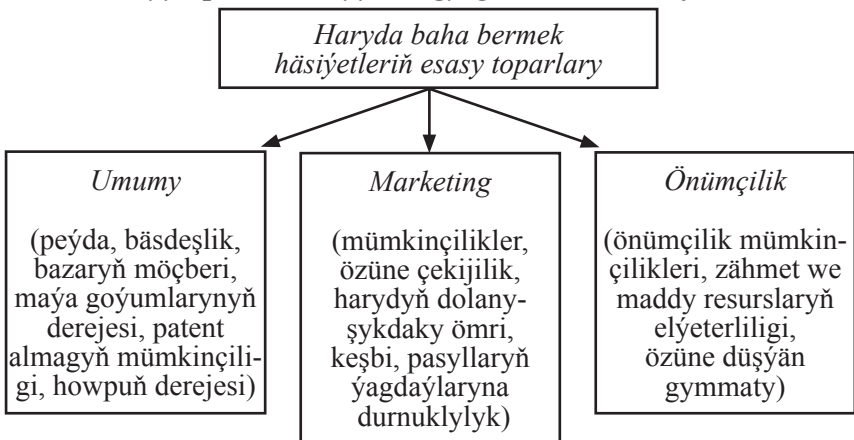 Haryda baha bermek
häsiýetleriň esasy toparlary
Umumy
(peýda, bäsdeşlik,
bazaryň möçberi,
maýa goýumlarynyň
derejesi, patent
almagyň mümkinçili-
gi, howpuň derejesi)
Marketing
(mümkinçilikler,
özüne çekijilik,
harydyň dolany-
şykdaky ömri,
keşbi, pasyllaryň
ýagdaýlaryna
durnuklylyk)
Önümçilik
(önümçilik mümkin-
çilikleri, zähmet we
maddy resurslaryň
elýeterliligi,
özüne düşýän
gymmaty)